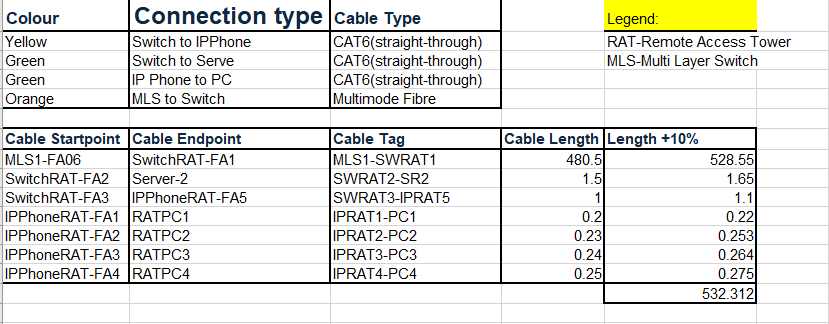 Colour Connection type Cable Type Legend:
Yellow Switch to IPPhone CAT6(straight-through) RAT-Remote Access Tower
Green Switch to Serve CAT6(straight-through) MLS-Multi Layer Switch
Green IP Phone to PC CAT6(straight-through)
Orange MLS to Switch Multimode Fibre
Cable Startpoint Cable Endpoint Cable Tag Cable Length Length +10%
MLS1-FA06 SwitchRAT-FA1 MLS1-SWRAT1 480.5 528.55
SwitchRAT-FA2 Server-2 SWRAT2-SR2 1.5 1.65
SwitchRAT-FA3 IPPhoneRAT-FA5 SWRAT3-IPRAT5 1 1.1
IPPhoneRAT-FA1 RATPC1 IPRAT1-PC1 0.2 0.22
IPPhoneRAT-FA2 RATPC2 IPRAT2-PC2 0.23 0.253
IPPhoneRAT-FA3 RATPC3 IPRAT3-PC3 0.24 0.264
IPPhoneRAT-FA4 RATPC4 IPRAT4-PC4 0.25 0.275
532.312